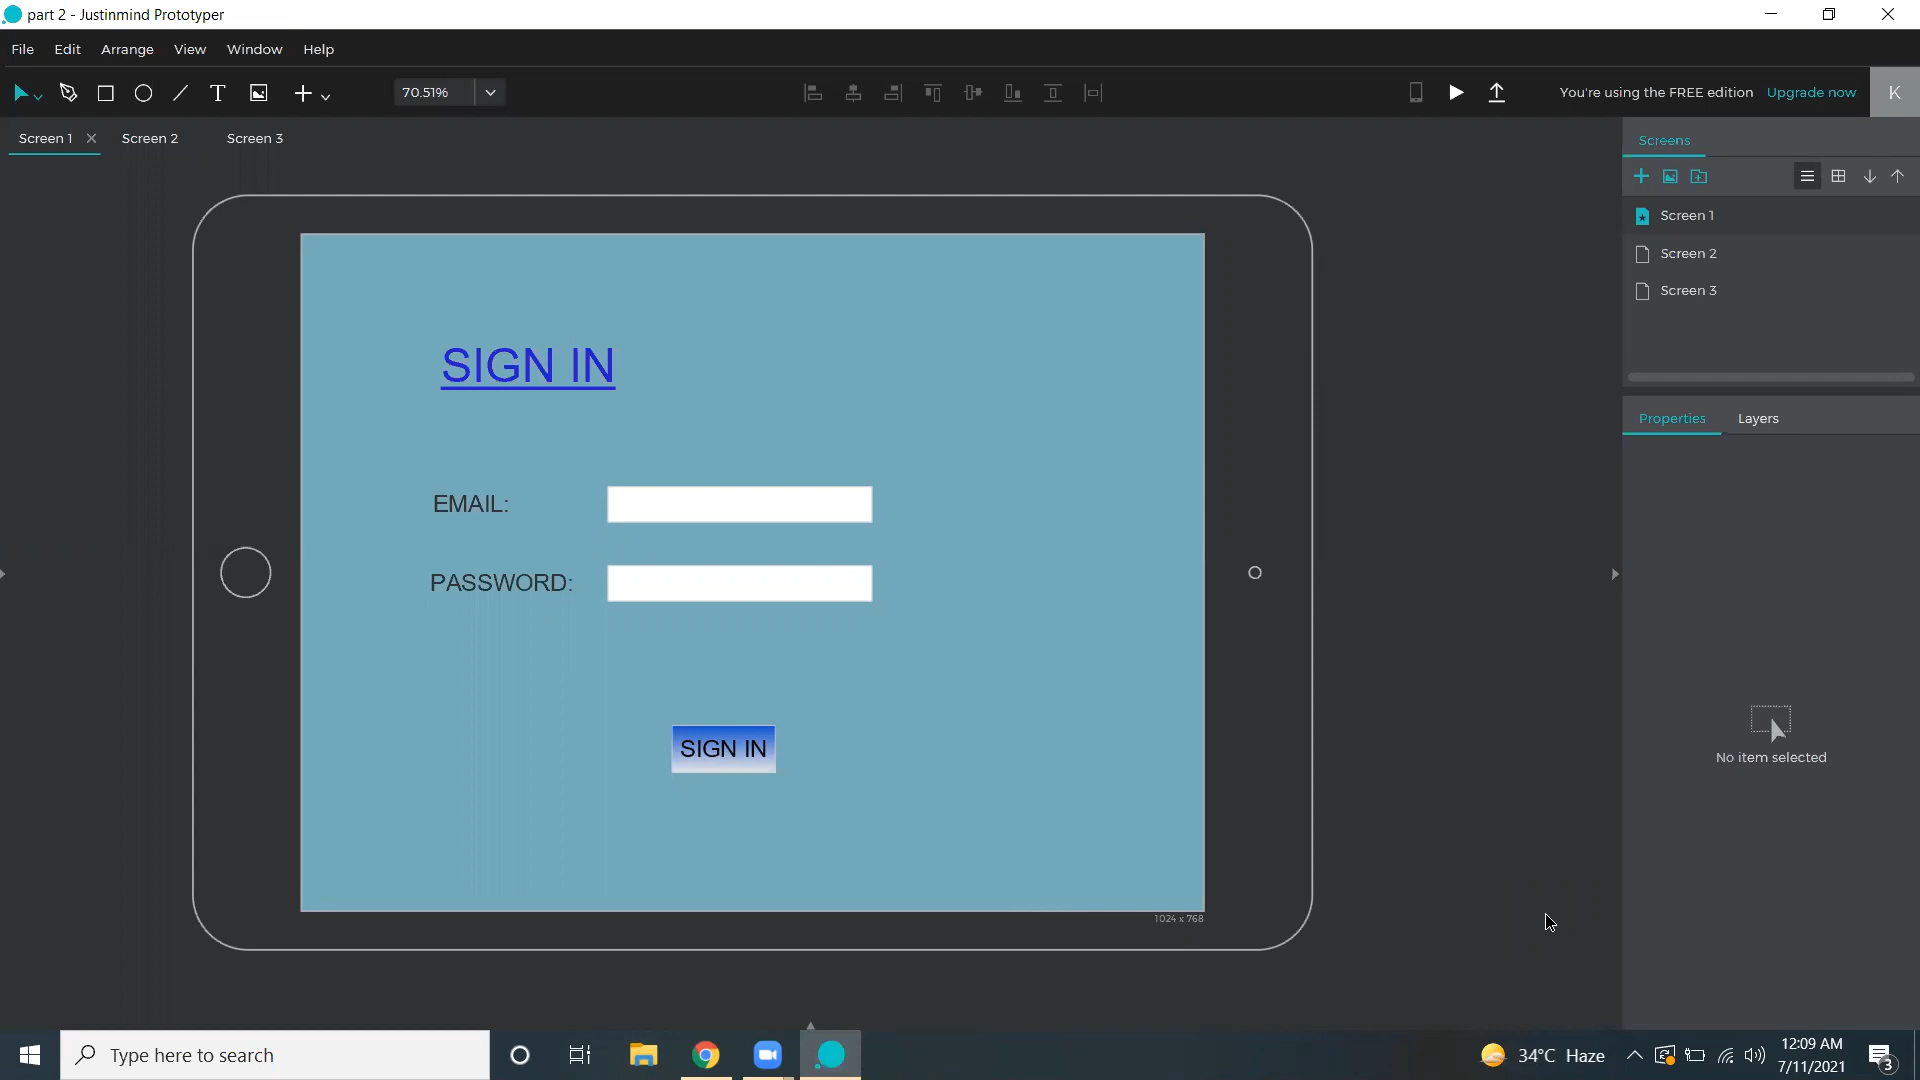 part 2 - Justinmind Prototyper
File Edit Arrange View Window Help
70.51%
You're using the FREE edition Upgrade now K
Screen 1 Screen 2 Screen 3
Screens
Screen 1
Screen 2
Screen 3
Properties Layers
No item selected
SIGN IN
EMAIL:
PASSWORD:
SIGN IN
1024 x 768
Type here to search
34°C Haze
12:09 AM
7/11/2021
3